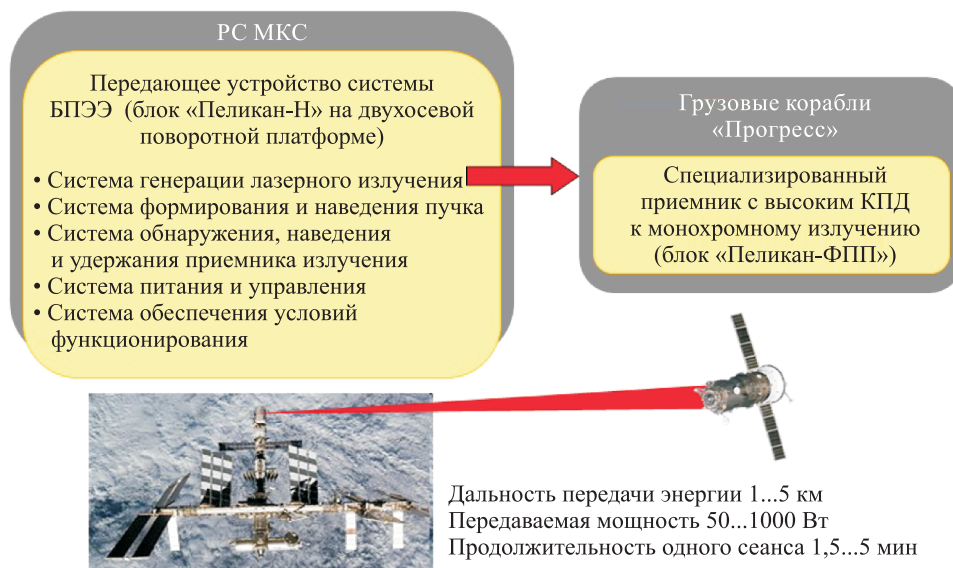 РС МКС
Передающее устройство системы
БПЭЭ (блок «Пеликан-Н» на двухосевой
поворотной платформе)
• Система генерации лазерного излучения
• Система формирования и наведения пучка
• Система обнаружения, наведения
и удержания приемника излучения
• Система питания и управления
• Система обеспечения условий
функционирования
Грузовые корабли
«Прогресс»
Специализированный
приемник с высоким КПД
к монохромному излучению
(блок «Пеликан-ФПП»)
Дальность передачи энергии 1...5 км
Передаваемая мощность 50...1000 Вт
Продолжительность одного сеанса 1,5...5 мин